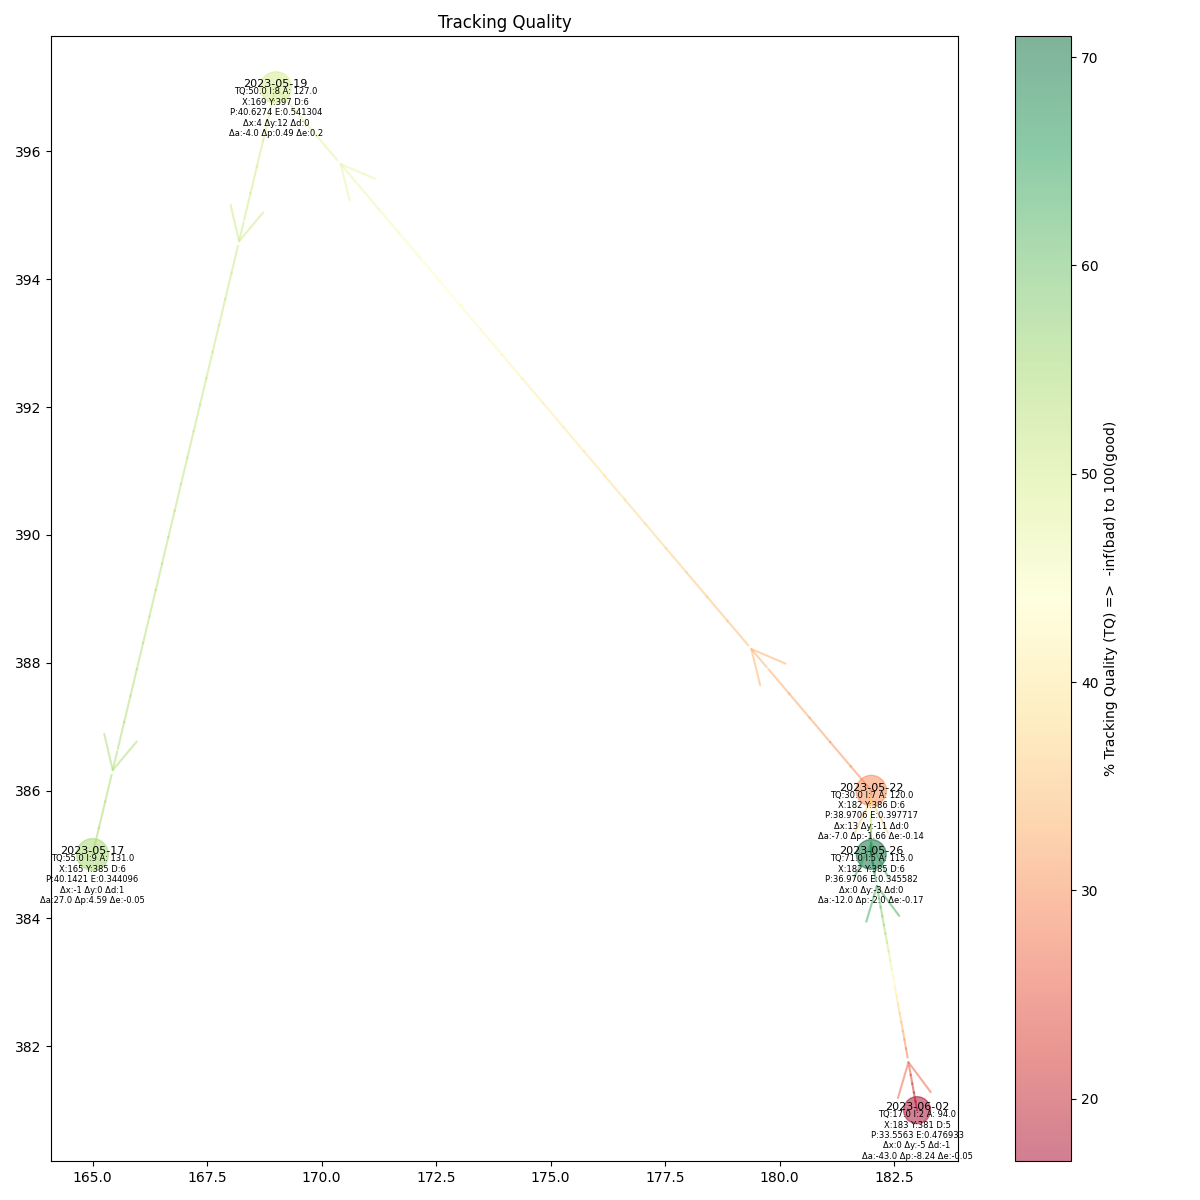 Tracking Quality
2023-05-19
TQ:50.0 I:8 A: 127.0
X:169 Y:397 D:6
P:40.6274 E:0.541304
Δx:4 Δy:12 Δd:0
Δa:-4.0 Δp:0.49 Δe:0.2
2023-05-22
TQ:30.0 I:7 A: 120.0
X:182 Y:386 D:6
P:38.9706 E:0.397717
Δx:13 Δy:-11 Δd:0
Δa:-7.0 Δp:-1.66 Δe:-0.14
2023-05-26
TQ:71.0 I:5 A: 115.0
X:182 Y:385 D:6
P:36.9706 E:0.345582
Δx:0 Δy:-3 Δd:0
Δa:-12.0 Δp:-2.0 Δe:-0.17
2023-05-17
TQ:55.0 I:9 A: 131.0
X:165 Y:385 D:6
P:40.1421 E:0.344096
Δx:-1 Δy:0 Δd:1
Δa:27.0 Δp:4.59 Δe:-0.05
2023-06-02
TQ:17.0 I:2 A: 94.0
X:183 Y:381 D:5
P:33.5563 E:0.476933
Δx:0 Δy:-5 Δd:-1
Δa:-43.0 Δp:-8.24 Δe:-0.05
396
394
392
390
388
386
384
382
165.0 167.5 170.0 172.5 175.0 177.5 180.0 182.5
70
60
50
40
30
20
% Tracking Quality (TQ) => -inf(bad) to 100(good)